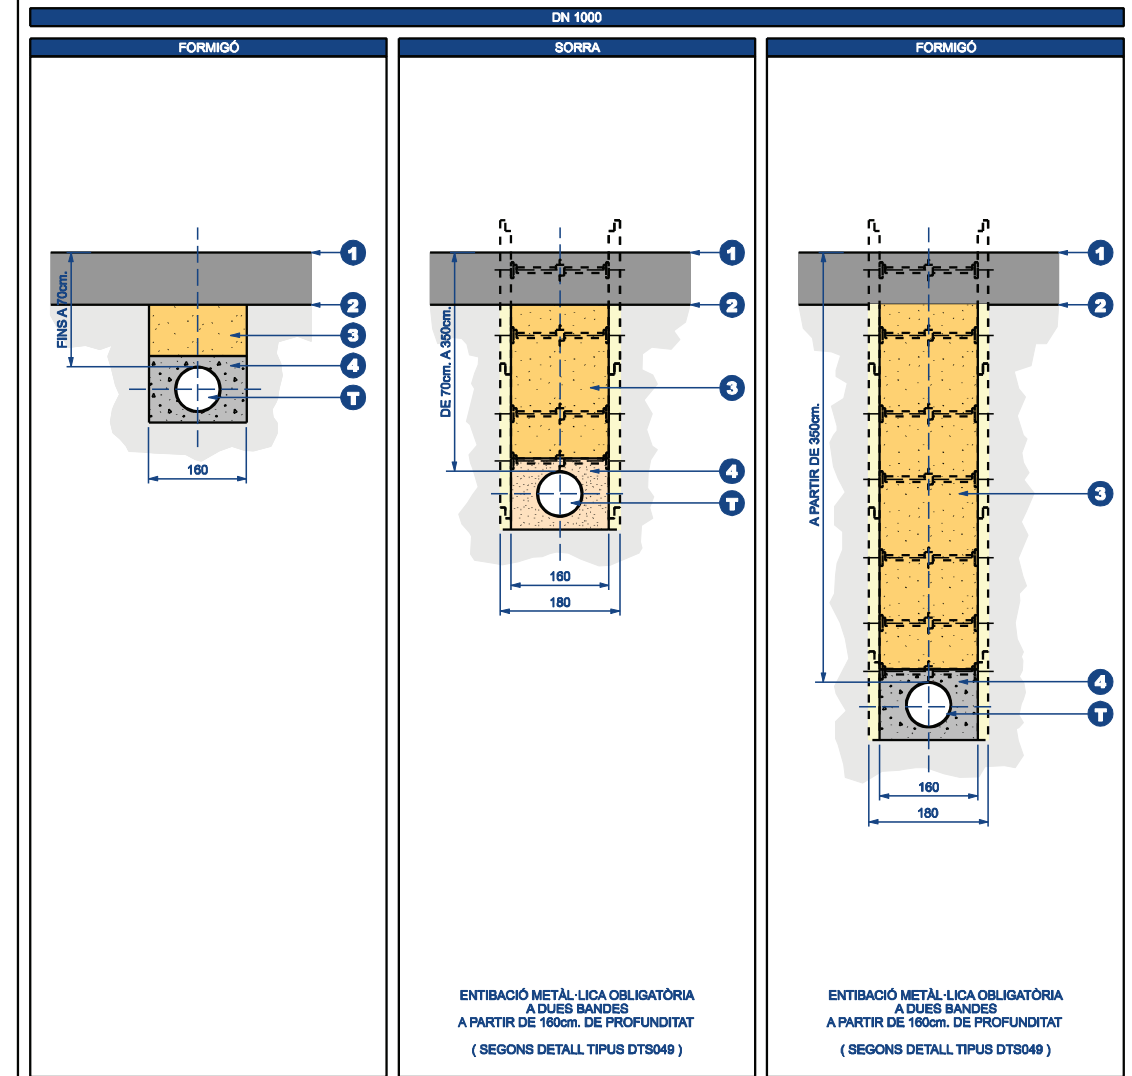 DN 1000
FORMIGÓ
FINS A 70cm.
1
2
3
4
T
160
SORRA
DE 70cm. A 350cm.
1
2
3
4
T
160
180
ENTIBACIÓ METÀL·LICA OBLIGATÒRIA
A DUES BANDES
A PARTIR DE 160cm. DE PROFUNDITAT
( SEGONS DETALL TIPUS DTS049 )
FORMIGÓ
A PARTIR DE 350cm.
1
2
3
4
T
160
180
ENTIBACIÓ METÀL·LICA OBLIGATÒRIA
A DUES BANDES
A PARTIR DE 160cm. DE PROFUNDITAT
( SEGONS DETALL TIPUS DTS049 )